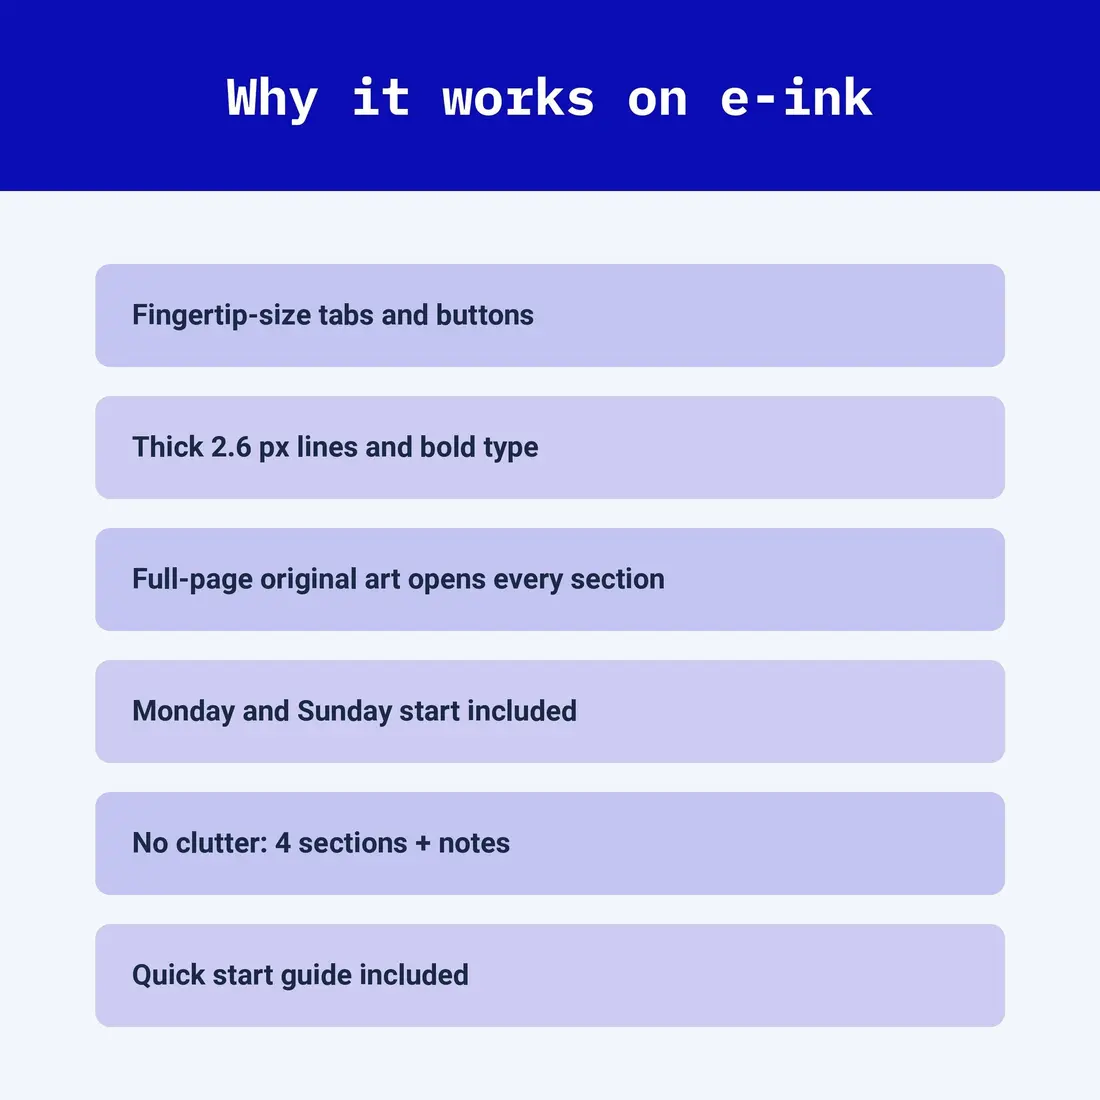 Why it works on e-ink
Fingertip-size tabs and buttons
Thick 2.6 px lines and bold type
Full-page original art opens every section
Monday and Sunday start included
No clutter: 4 sections + notes
Quick start guide included